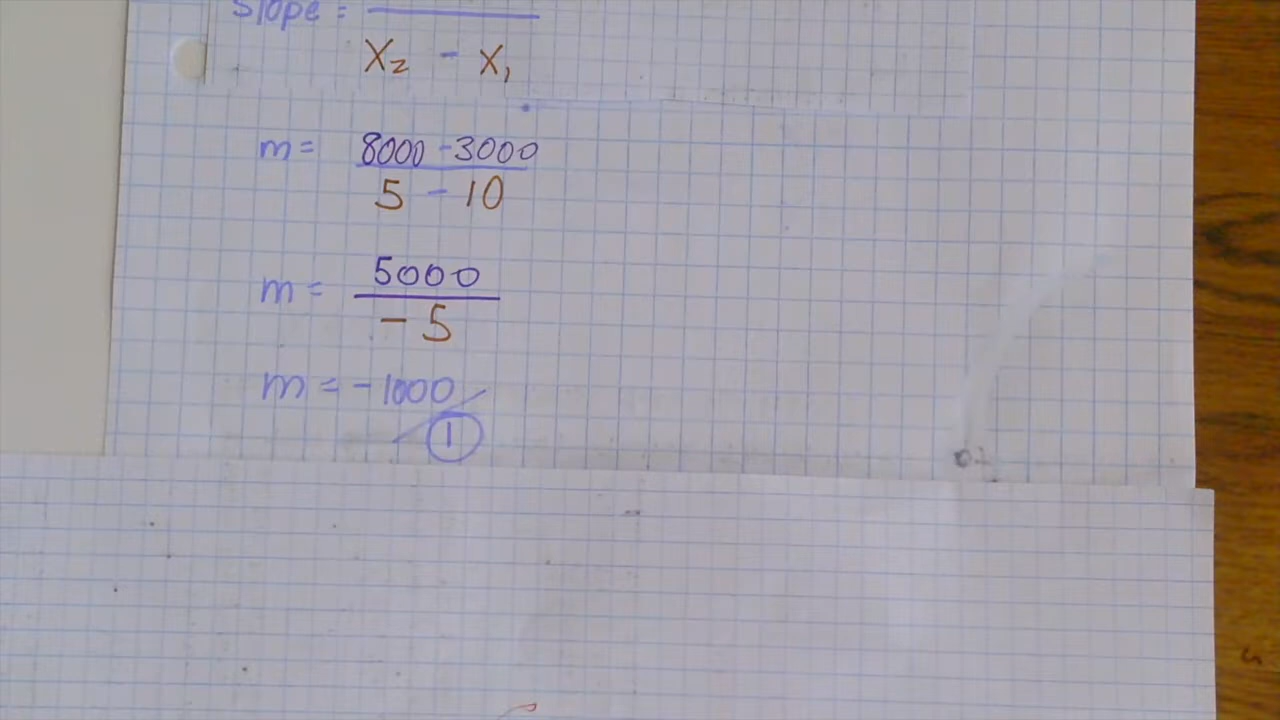 Slope =
X₂ - X₁
m = 8000 - 3000
5 - 10
m = 5000
- 5
m = - 1000
1